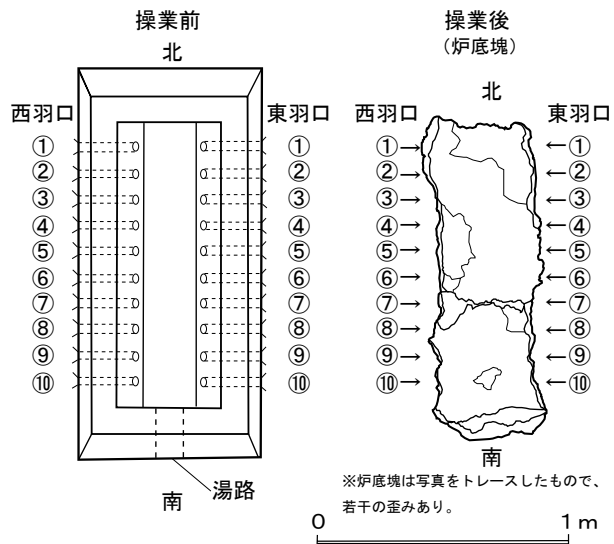 操業前
北
西羽口
東羽口
① ①
② ②
③ ③
④ ④
⑤ ⑤
⑥ ⑥
⑦ ⑦
⑧ ⑧
⑨ ⑨
⑩ ⑩
南
湯路
操業後
(炉底塊)
北
西羽口
東羽口
①→ ←①
②→ ←②
③→ ←③
④→ ←④
⑤→ ←⑤
⑥→ ←⑥
⑦→ ←⑦
⑧→ ←⑧
⑨→ ←⑨
⑩→ ←⑩
南
※炉底塊は写真をトレースしたもので、
若干の歪みあり。
0 1m